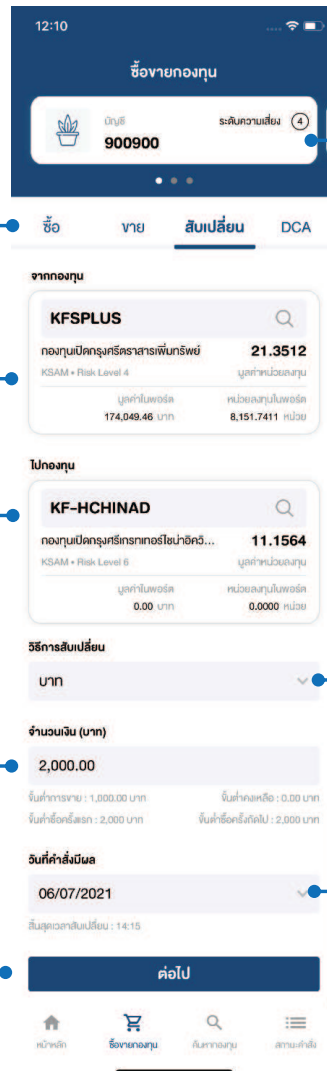 12:10
ซื้อขายกองทุน
บัญชี ระดับความเสี่ยง 4
900900
ซื้อ ขาย สับเปลี่ยน DCA
จากกองทุน
KFSPLUS
กองทุนเปิดกรุงศรีตราสารเพิ่มทรัพย์ 21.3512
KSAM • Risk Level 4 มูลค่าหน่วยลงทุน
มูลค่าในพอร์ต หน่วยลงทุนในพอร์ต
174,049.46 บาท 8,151.7411 หน่วย
ไปกองทุน
KF-HCHINAD
กองทุนเปิดกรุงศรีเกรทเทอร์ไชน่าอิควิ... 11.1564
KSAM • Risk Level 6 มูลค่าหน่วยลงทุน
มูลค่าในพอร์ต หน่วยลงทุนในพอร์ต
0.00 บาท 0.0000 หน่วย
วิธีการสับเปลี่ยน
บาท
จำนวนเงิน (บาท)
2,000.00
ขั้นต่ำการขาย : 1,000.00 บาท ขั้นต่ำคงเหลือ : 0.00 บาท
ขั้นต่ำซื้อครั้งแรก : 2,000 บาท ขั้นต่ำซื้อครั้งถัดไป : 2,000 บาท
วันที่คำสั่งมีผล
06/07/2021
สิ้นสุดเวลาสับเปลี่ยน : 14:15
ต่อไป
หน้าหลัก ซื้อขายกองทุน ค้นหากองทุน สถานะคำสั่ง